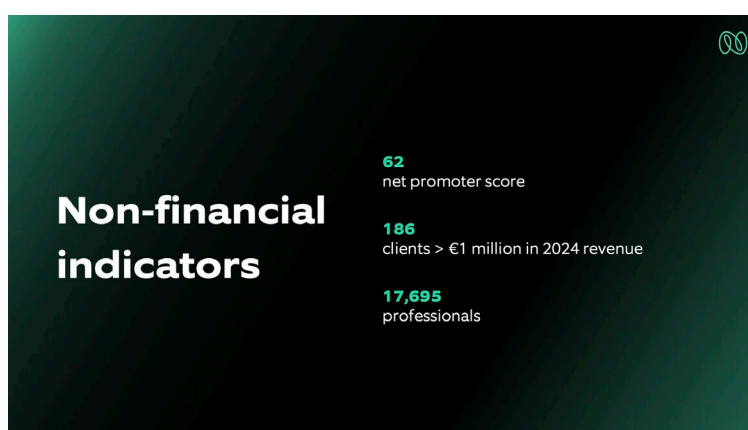 Non-financial
indicators
62
net promoter score
186
clients > €1 million in 2024 revenue
17,695
professionals